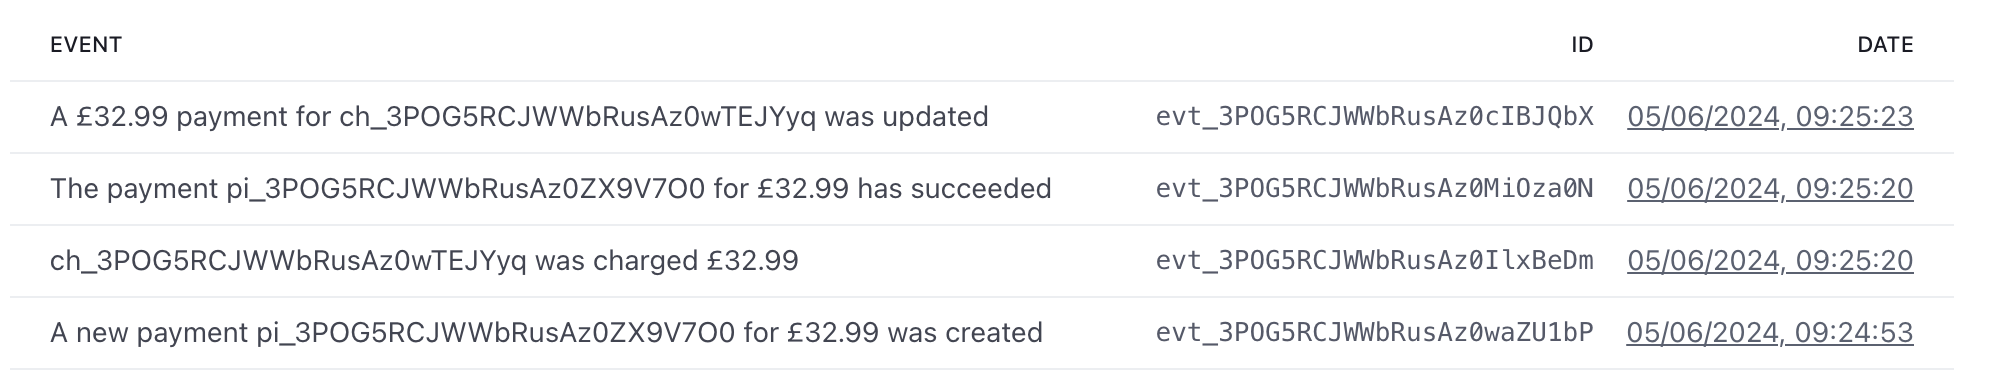 EVENT ID DATE
A £32.99 payment for ch_3POG5RCJWWbRusAz0wTEJYyq was updated evt_3POG5RCJWWbRusAz0cIBJQbX 05/06/2024, 09:25:23
The payment pi_3POG5RCJWWbRusAz0ZX9V7O0 for £32.99 has succeeded evt_3POG5RCJWWbRusAz0MiOza0N 05/06/2024, 09:25:20
ch_3POG5RCJWWbRusAz0wTEJYyq was charged £32.99 evt_3POG5RCJWWbRusAz0IlxBeDm 05/06/2024, 09:25:20
A new payment pi_3POG5RCJWWbRusAz0ZX9V7O0 for £32.99 was created evt_3POG5RCJWWbRusAz0waZU1bP 05/06/2024, 09:24:53